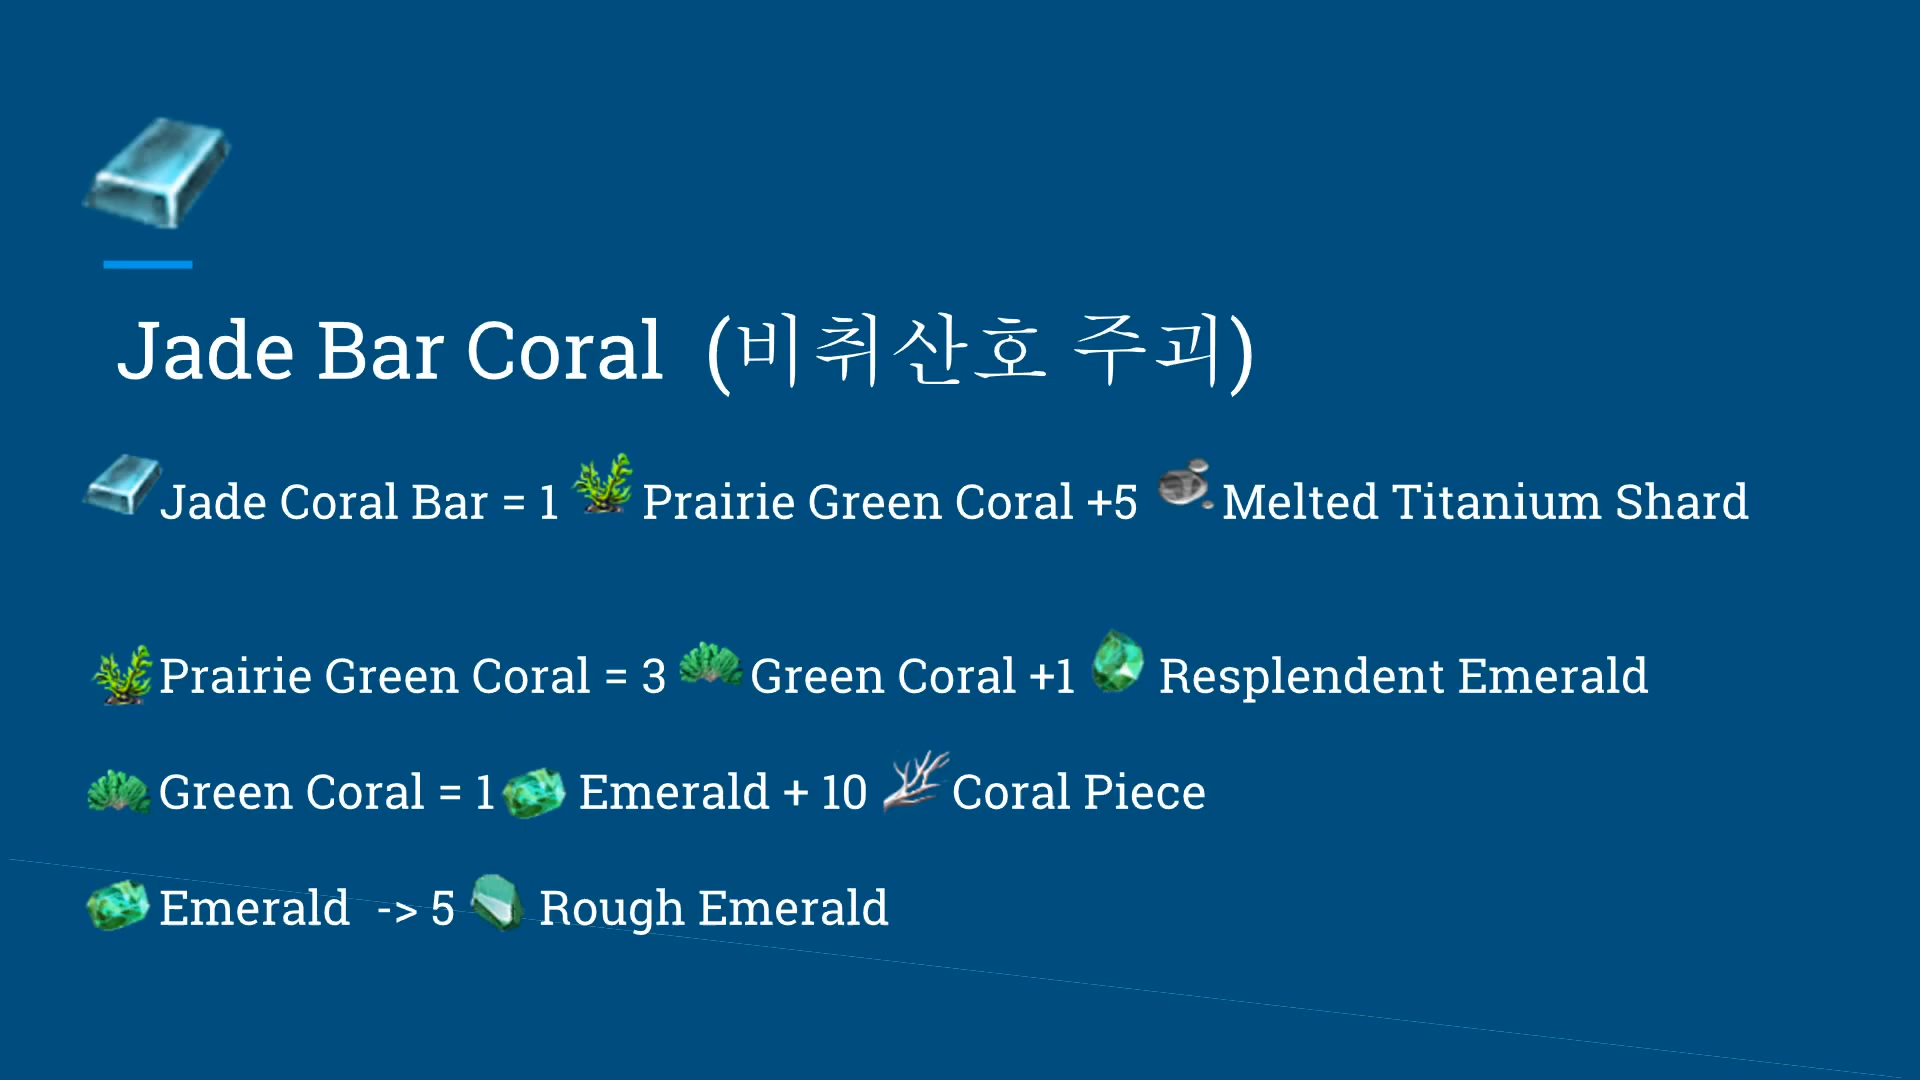 Jade Bar Coral (비취산호 주괴)
Jade Coral Bar = 1 Prairie Green Coral +5 Melted Titanium Shard
Prairie Green Coral = 3 Green Coral +1 Resplendent Emerald
Green Coral = 1 Emerald + 10 Coral Piece
Emerald -> 5 Rough Emerald